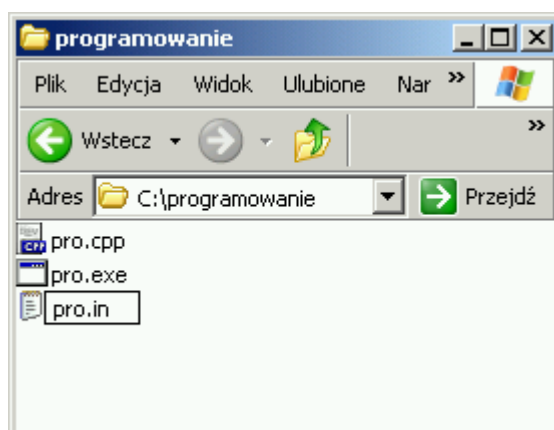 programowanie
Plik Edycja Widok Ulubione Nar »
Wstecz »
Adres C:\programowanie Przejdź
pro.cpp
pro.exe
pro.in